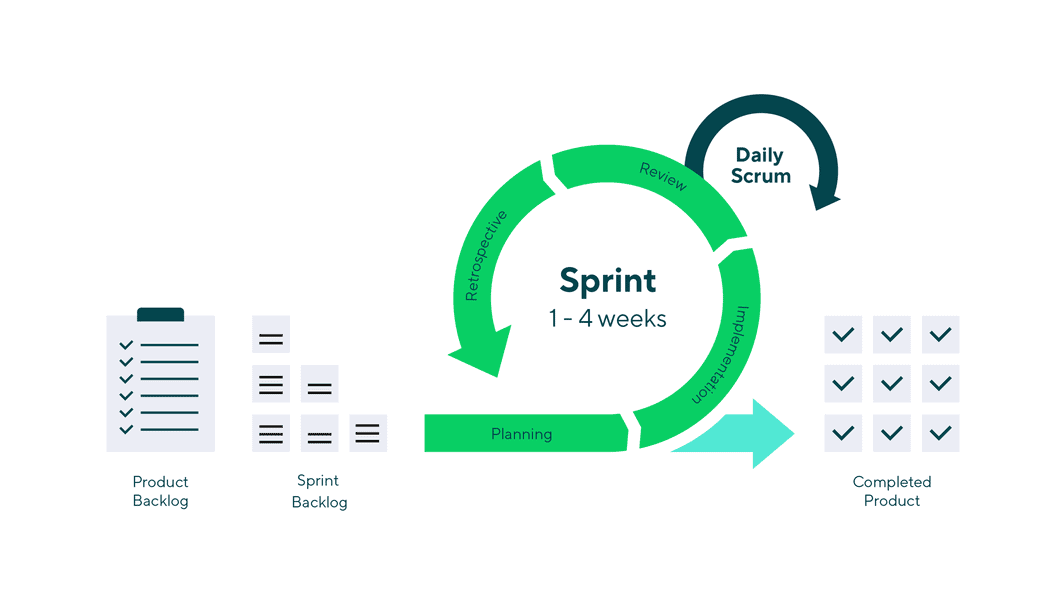 Product
Backlog
Sprint
Backlog
Planning
Implementation
Review
Retrospective
Sprint
1 - 4 weeks
Daily
Scrum
Completed
Product